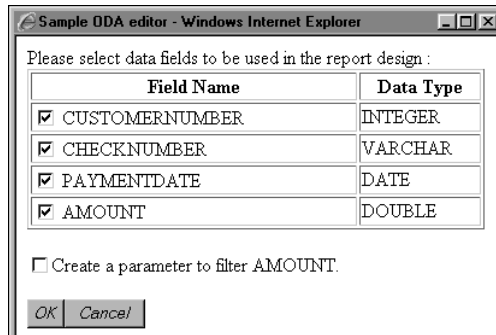 Sample ODA editor - Windows Internet Explorer
Please select data fields to be used in the report design :
Field Name Data Type
CUSTOMERNUMBER INTEGER
CHECKNUMBER VARCHAR
PAYMENTDATE DATE
AMOUNT DOUBLE
Create a parameter to filter AMOUNT.
OK Cancel